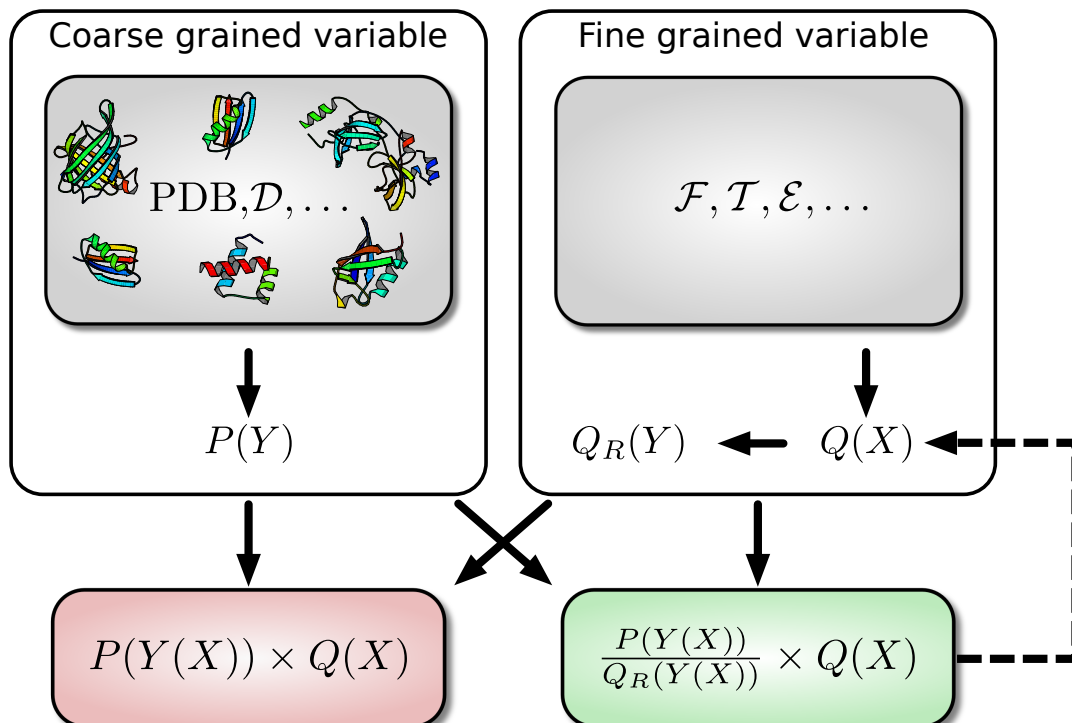 Coarse grained variable
PDB,𝒟,...
P(Y)
Fine grained variable
ℱ,𝒯,ℰ,...
Q_R(Y) Q(X)
P(Y(X)) × Q(X)
P(Y(X))/Q_R(Y(X)) × Q(X)